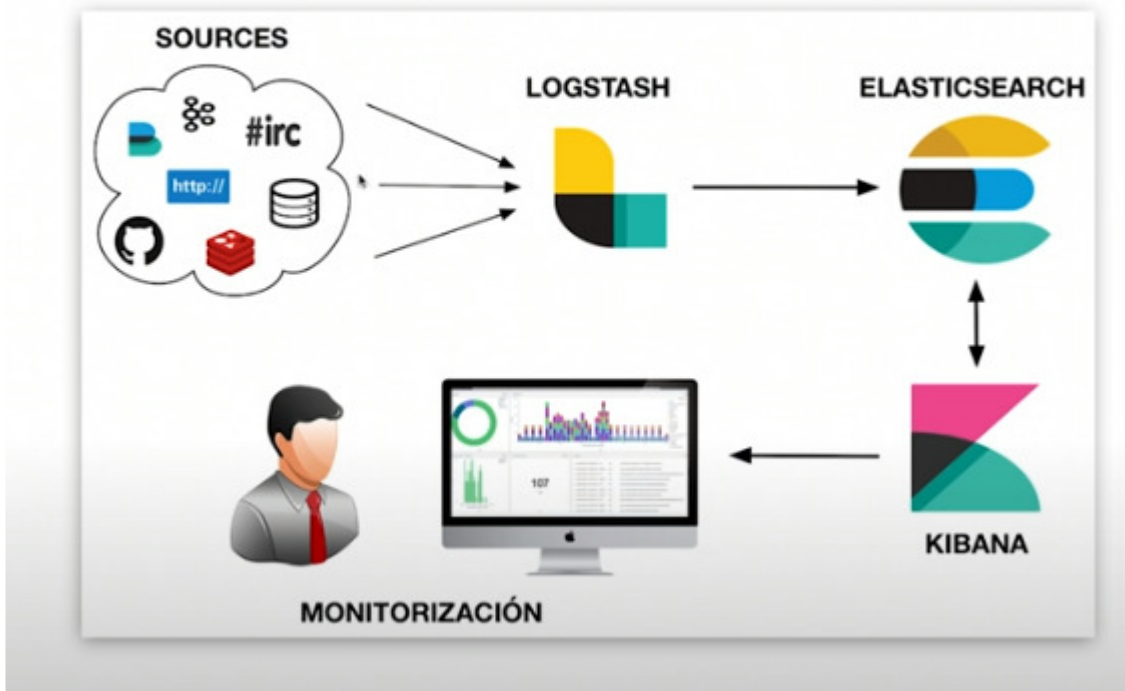 SOURCES
#irc
http://
LOGSTASH
ELASTICSEARCH
KIBANA
107
MONITORIZACIÓN